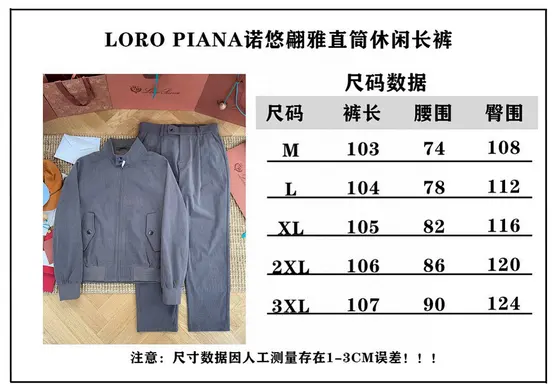 LORO PIANA诺悠翩雅直筒休闲长裤
尺码数据
尺码 裤长 腰围 臀围
M 103 74 108
L 104 78 112
XL 105 82 116
2XL 106 86 120
3XL 107 90 124
注意：尺寸数据因人工测量存在1-3CM误差！！！